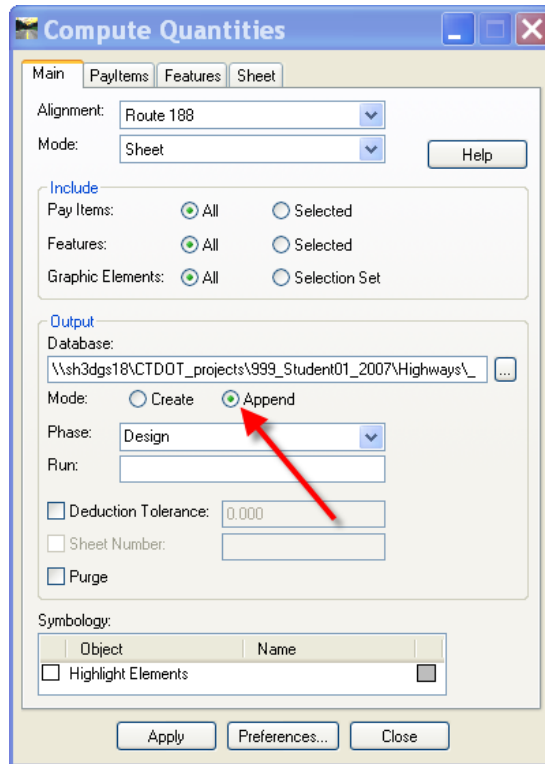 Compute Quantities
Main PayItems Features Sheet
Alignment: Route 188
Mode: Sheet
Help
Include
Pay Items: All Selected
Features: All Selected
Graphic Elements: All Selection Set
Output
Database:
\\sh3dgs18\CTDOT_projects\999_Student01_2007\Highways\_ ...
Mode: Create Append
Phase: Design
Run:
Deduction Tolerance: 0.000
Sheet Number:
Purge
Symbology:
Object Name
Highlight Elements
Apply Preferences... Close